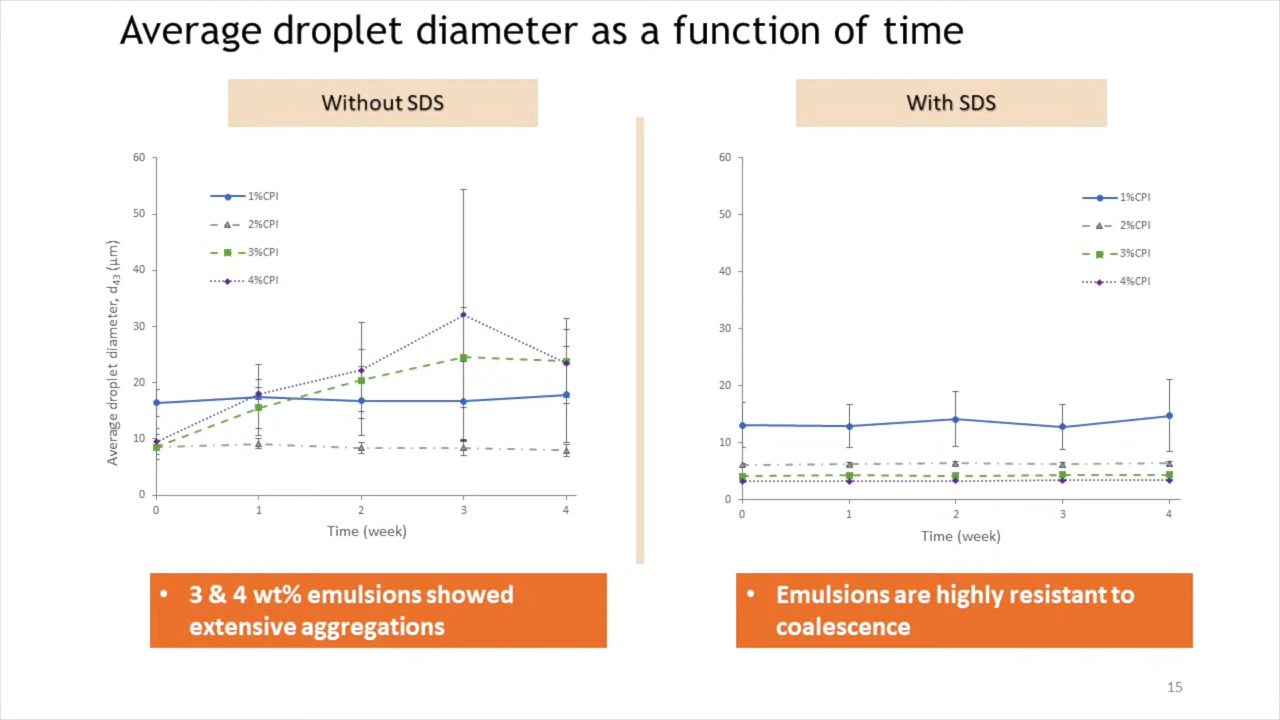 Average droplet diameter as a function of time
Without SDS
60
50
40
30
20
10
0
0 1 2 3 4
Average droplet diameter, d43 (μm)
Time (week)
1%CPI
2%CPI
3%CPI
4%CPI
• 3 & 4 wt% emulsions showed
extensive aggregations
With SDS
60
50
40
30
20
10
0
0 1 2 3 4
Time (week)
1%CPI
2%CPI
3%CPI
4%CPI
• Emulsions are highly resistant to
coalescence
15